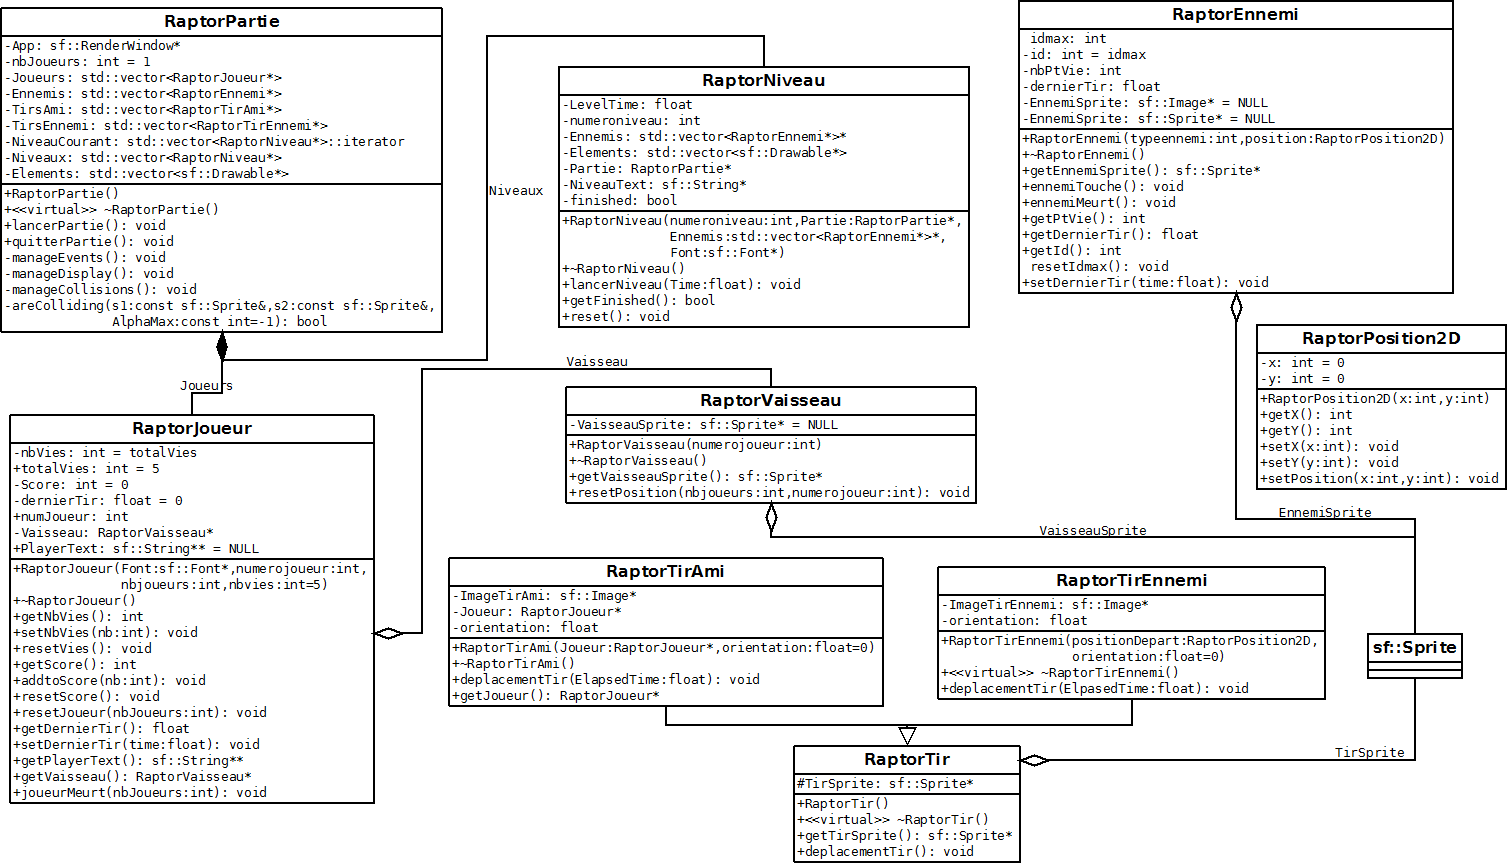 RaptorPartie
-App: sf::RenderWindow*
-nbJoueurs: int = 1
-Joueurs: std::vector<RaptorJoueur*>
-Ennemis: std::vector<RaptorEnnemi*>
-TirsAmi: std::vector<RaptorTirAmi*>
-TirsEnnemi: std::vector<RaptorTirEnnemi*>
-NiveauCourant: std::vector<RaptorNiveau*>::iterator
-Niveaux: std::vector<RaptorNiveau*>
-Elements: std::vector<sf::Drawable*>
+RaptorPartie()
+<<virtual>> ~RaptorPartie()
+lancerPartie(): void
+quitterPartie(): void
-manageEvents(): void
-manageDisplay(): void
-manageCollisions(): void
-areColliding(s1:const sf::Sprite&,s2:const sf::Sprite&,
AlphaMax:const int=-1): bool
Niveaux
RaptorNiveau
-LevelTime: float
-numeroniveau: int
-Ennemis: std::vector<RaptorEnnemi*>*
-Elements: std::vector<sf::Drawable*>
-Partie: RaptorPartie*
-NiveauText: sf::String*
-finished: bool
+RaptorNiveau(numeroniveau:int,Partie:RaptorPartie*,
Ennemis:std::vector<RaptorEnnemi*>*,
Font:sf::Font*)
+~RaptorNiveau()
+lancerNiveau(Time:float): void
+getFinished(): bool
+reset(): void
RaptorEnnemi
idmax: int
-id: int = idmax
-nbPtVie: int
-dernierTir: float
-EnnemiSprite: sf::Image* = NULL
-EnnemiSprite: sf::Sprite* = NULL
+RaptorEnnemi(typeennemi:int,position:RaptorPosition2D)
+~RaptorEnnemi()
+getEnnemiSprite(): sf::Sprite*
+ennemiTouche(): void
+ennemiMeurt(): void
+getPtVie(): int
+getDernierTir(): float
+getId(): int
resetIdmax(): void
+setDernierTir(time:float): void
RaptorPosition2D
-x: int = 0
-y: int = 0
+RaptorPosition2D(x:int,y:int)
+getX(): int
+getY(): int
+setX(x:int): void
+setY(y:int): void
+setPosition(x:int,y:int): void
Joueurs
Vaisseau
RaptorJoueur
-nbVies: int = totalVies
+totalVies: int = 5
-Score: int = 0
-dernierTir: float = 0
+numJoueur: int
-Vaisseau: RaptorVaisseau*
+PlayerText: sf::String** = NULL
+RaptorJoueur(Font:sf::Font*,numerojoueur:int,
nbjoueurs:int,nbvies:int=5)
+~RaptorJoueur()
+getNbVies(): int
+setNbVies(nb:int): void
+resetVies(): void
+getScore(): int
+addtoScore(nb:int): void
+resetScore(): void
+resetJoueur(nbJoueurs:int): void
+getDernierTir(): float
+setDernierTir(time:float): void
+getPlayerText(): sf::String**
+getVaisseau(): RaptorVaisseau*
+joueurMeurt(nbJoueurs:int): void
RaptorVaisseau
-VaisseauSprite: sf::Sprite* = NULL
+RaptorVaisseau(numerojoueur:int)
+~RaptorVaisseau()
+getVaisseauSprite(): sf::Sprite*
+resetPosition(nbjoueurs:int,numerojoueur:int): void
EnnemiSprite
VaisseauSprite
RaptorTirAmi
-ImageTirAmi: sf::Image*
-Joueur: RaptorJoueur*
-orientation: float
+RaptorTirAmi(Joueur:RaptorJoueur*,orientation:float=0)
+~RaptorTirAmi()
+deplacementTir(ElapsedTime:float): void
+getJoueur(): RaptorJoueur*
RaptorTirEnnemi
-ImageTirEnnemi: sf::Image*
-orientation: float
+RaptorTirEnnemi(positionDepart:RaptorPosition2D,
orientation:float=0)
+<<virtual>> ~RaptorTirEnnemi()
+deplacementTir(ElpasedTime:float): void
sf::Sprite
TirSprite
RaptorTir
#TirSprite: sf::Sprite*
+RaptorTir()
+<<virtual>> ~RaptorTir()
+getTirSprite(): sf::Sprite*
+deplacementTir(): void